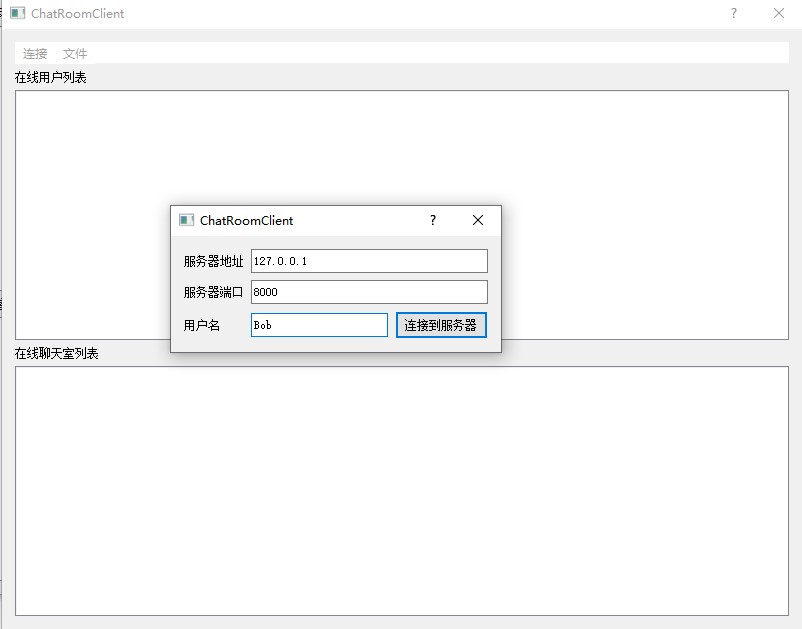 ChatRoomClient
连接 文件
在线用户列表
ChatRoomClient
服务器地址 127.0.0.1
服务器端口 8000
用户名 Bob 连接到服务器
在线聊天室列表